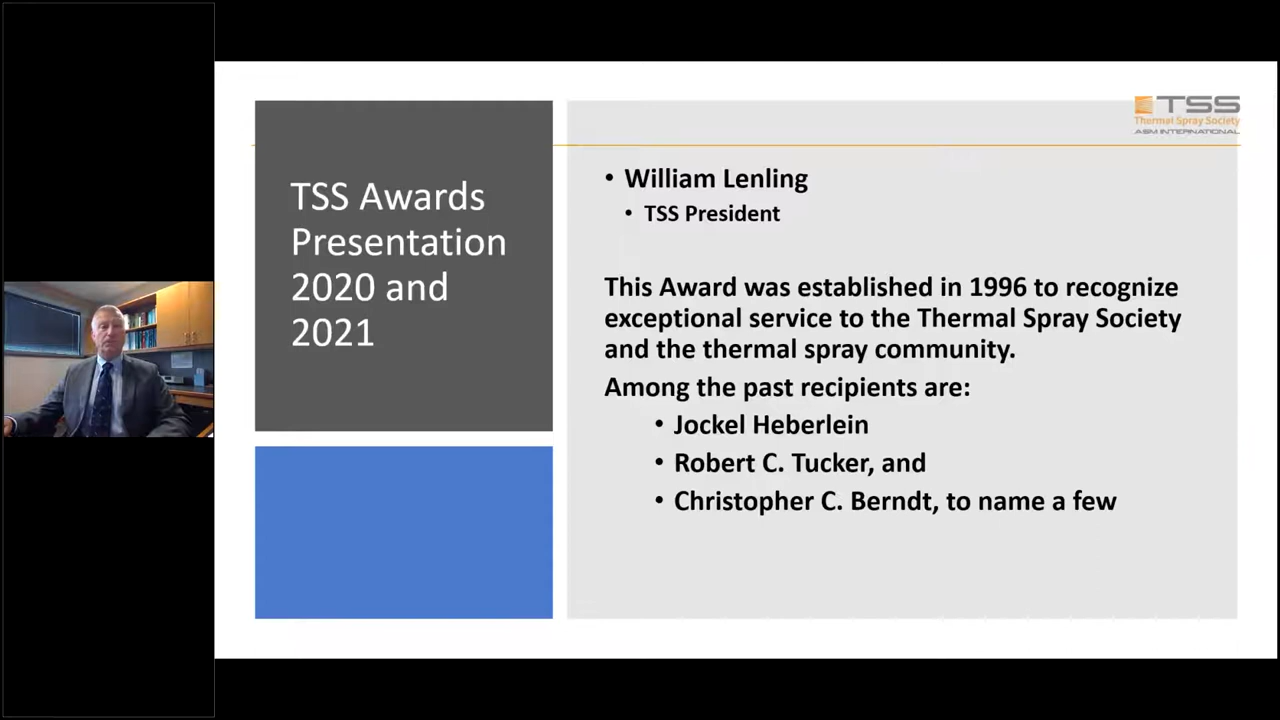 TSS Awards
Presentation
2020 and
2021
TSS
Thermal Spray Society
ASM INTERNATIONAL
• William Lenling
• TSS President
This Award was established in 1996 to recognize
exceptional service to the Thermal Spray Society
and the thermal spray community.
Among the past recipients are:
• Jockel Heberlein
• Robert C. Tucker, and
• Christopher C. Berndt, to name a few